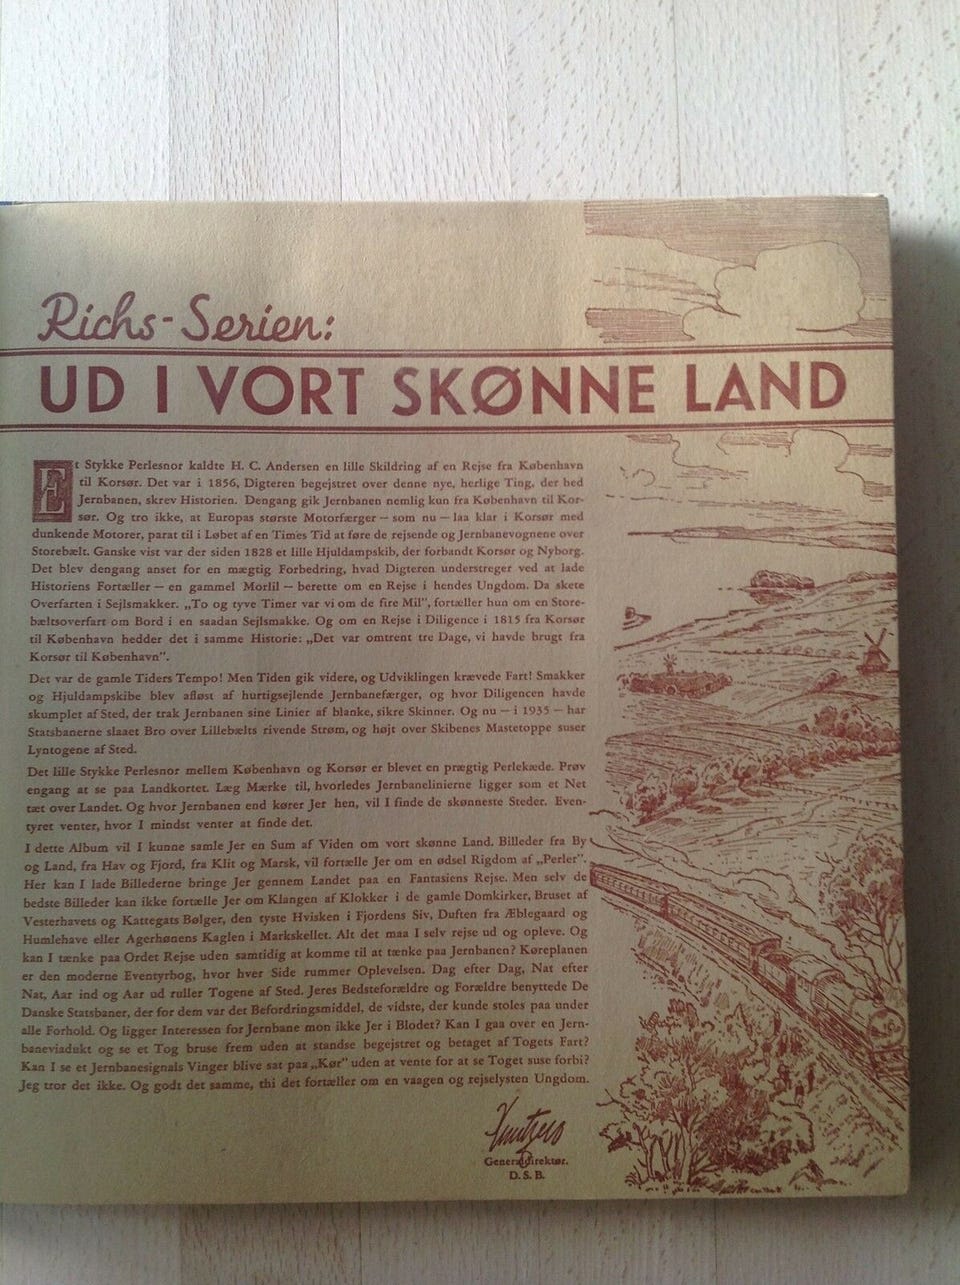 Richs-Serien:
UD I VORT SKØNNE LAND
Et Stykke Perlesnor kaldte H. C. Andersen en lille Skildring af en Rejse fra København
til Korsør. Det var i 1856, Digteren begejstret over denne nye, herlige Ting, der hed
Jernbanen, skrev Historien. Dengang gik Jernbanen nemlig kun fra København til Kor-
sør. Og tro ikke, at Europas største Motorfærger — som nu — laa klar i Korsør med
dunkende Motorer, parat til i Løbet af en Times Tid at føre de rejsende og Jernbanevognene over
Storebælt. Ganske vist var der siden 1828 et lille Hjuldampskib, der forbandt Korsør og Nyborg.
Det blev dengang anset for en mægtig Forbedring, hvad Digteren understreger ved at lade
Historiens Fortæller — en gammel Morlil — berette om en Rejse i hendes Ungdom. Da skete
Overfarten i Sejlsmakker. „To og tyve Timer var vi om de fire Mil”, fortæller hun om en Store-
bæltsoverfart om Bord i en saadan Sejlsmakke. Og om en Rejse i Diligence i 1815 fra Korsør
til København hedder det i samme Historie: „Det var omtrent tre Dage, vi havde brugt fra
Korsør til København”.
Det var de gamle Tiders Tempo! Men Tiden gik videre, og Udviklingen krævede Fart! Smakker
og Hjuldampskibe blev afløst af hurtigsejlende Jernbanefærger, og hvor Diligencen havde
skumplet af Sted, der trak Jernbanen sine Linier af blanke, sikre Skinner. Og nu — i 1935 — har
Statsbanerne slaaet Bro over Lillebælts rivende Strøm, og højt over Skibenes Mastetoppe suser
Lyntogene af Sted.
Det lille Stykke Perlesnor mellem København og Korsør er blevet en prægtig Perlekæde. Prøv
engang at se paa Landkortet. Læg Mærke til, hvorledes Jernbanelinierne ligger som et Net
tæt over Landet. Og hvor Jernbanen end kører Jer hen, vil I finde de skønneste Steder. Even-
tyret venter, hvor I mindst venter at finde det.
I dette Album vil I kunne samle Jer en Sum af Viden om vort skønne Land. Billeder fra By
og Land, fra Hav og Fjord, fra Klit og Marsk, vil fortælle Jer om en ødsel Rigdom af „Perler”.
Her kan I lade Billederne bringe Jer gennem Landet paa en Fantasiens Rejse. Men selv de
bedste Billeder kan ikke fortælle Jer om Klangen af Klokker i de gamle Domkirker, Bruset af
Vesterhavets og Kattegats Bølger, den tyste Hvisken i Fjordens Siv, Duften fra Æblegaard og
Humlehave eller Agerhønens Kaglen i Markskellet. Alt det maa I selv rejse ud og opleve. Og
kan I tænke paa Ordet Rejse uden samtidig at komme til at tænke paa Jernbanen? Køreplanen
er den moderne Eventyrbog, hvor hver Side rummer Oplevelsen. Dag efter Dag, Nat efter
Nat, Aar ind og Aar ud ruller Togene af Sted. Jeres Bedsteforældre og Forældre benyttede De
Danske Statsbaner, der for dem var det Befordringsmiddel, de vidste, der kunde stoles paa under
alle Forhold. Og ligger Interessen for Jernbane mon ikke Jer i Blodet? Kan I gaa over en Jern-
baneviadukt og se et Tog bruse frem uden at standse begejstret og betaget af Togets Fart?
Kan I se et Jernbanesignals Vinger blive sat paa „Kør” uden at vente for at se Toget suse forbi?
Jeg tror det ikke. Og godt det samme, thi det fortæller om en vaagen og rejselysten Ungdom.
Generaldirektør.
D. S. B.